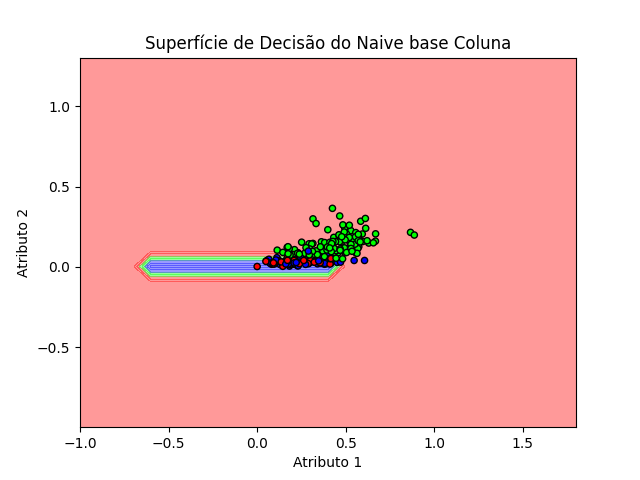 Superfície de Decisão do Naive base Coluna
Atributo 2
1.0
0.5
0.0
−0.5
−1.0 −0.5 0.0 0.5 1.0 1.5
Atributo 1